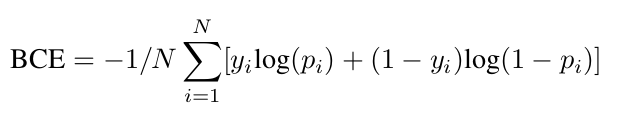 BCE = −1/N ∑_{i=1}^{N} [y_i log(p_i) + (1 − y_i)log(1 − p_i)]